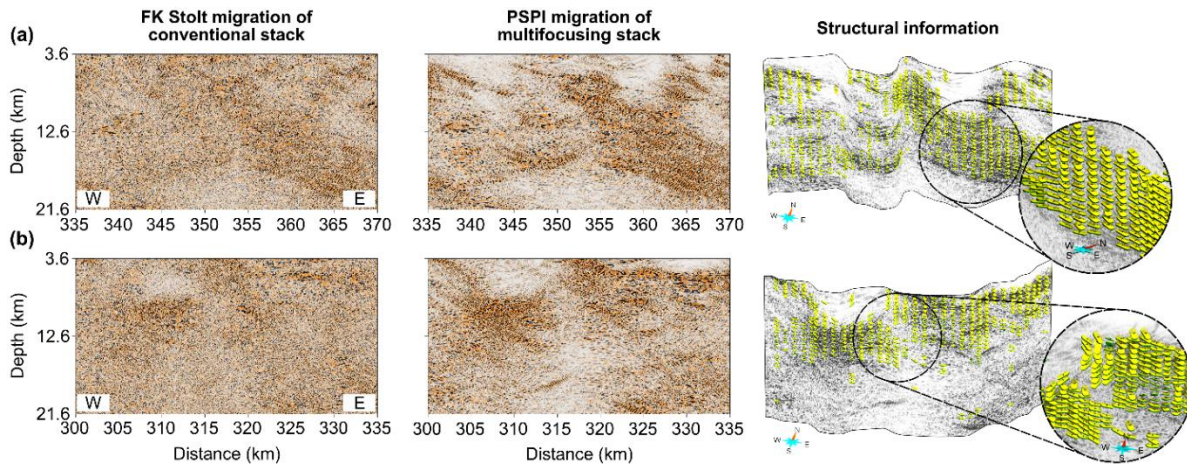 FK Stolt migration of
conventional stack
PSPI migration of
multifocusing stack
Structural information
(a)
Depth (km)
3.6
12.6
21.6
W
E
335 340 345 350 355 360 365 370
335 340 345 350 355 360 365 370
W N E S
W N S E
(b)
Depth (km)
3.6
12.6
21.6
W
E
300 305 310 315 320 325 330 335
300 305 310 315 320 325 330 335
Distance (km)
Distance (km)
W N E S
W N E S